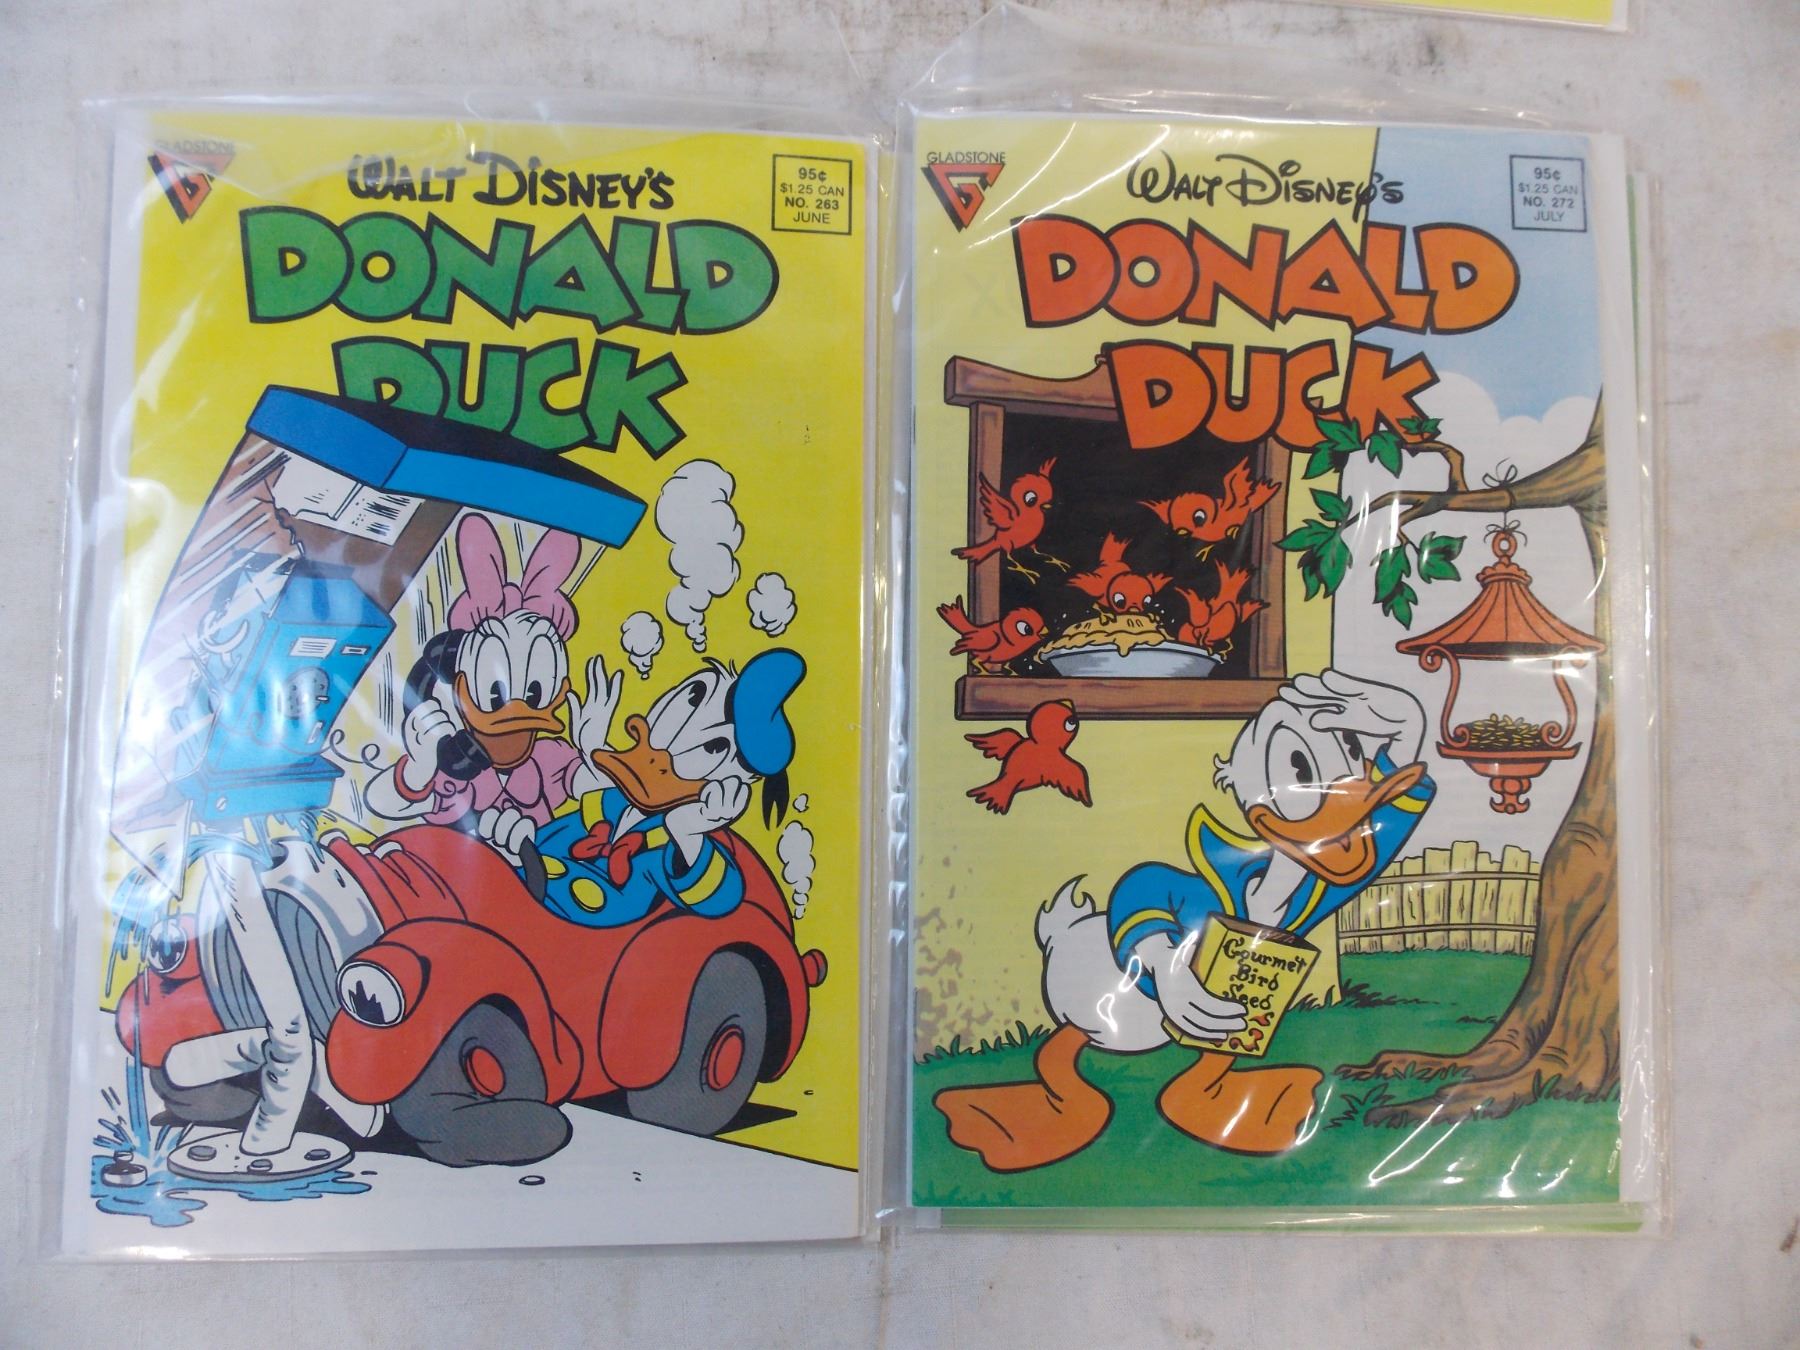 GLADSTONE
G
WALT DISNEY'S
DONALD
DUCK
95¢
$1.25 CAN
NO. 263
JUNE
GLADSTONE
G
WALT DISNEY'S
DONALD
DUCK
95¢
$1.25 CAN
NO. 272
JULY
Gourmet
Bird
Seed